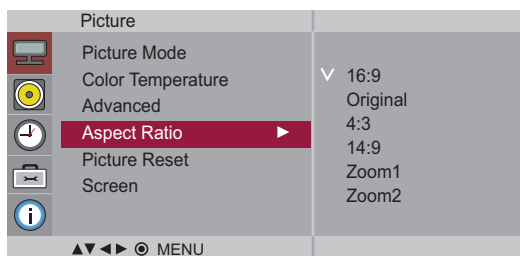 Picture
Picture Mode
Color Temperature
Advanced
Aspect Ratio ►
Picture Reset
Screen
∨ 16:9
Original
4:3
14:9
Zoom1
Zoom2
▲▼◄► ◉ MENU